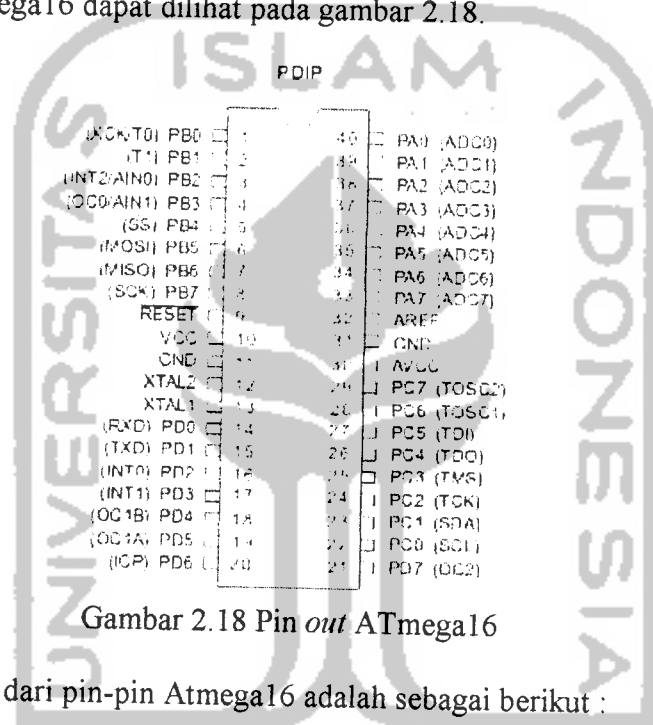 ega16 dapat dilihat pada gambar 2.18.
ISLAM
UNIVERSITAS
INDONESIA
PDIP
(XCK/T0) PB0 1
(T1) PB1 2
(INT2/AIN0) PB2 3
(OC0/AIN1) PB3 4
(SS) PB4 5
(MOSI) PB5 6
(MISO) PB6 7
(SCK) PB7 8
RESET 9
VCC 10
GND 11
XTAL2 12
XTAL1 13
(RXD) PD0 14
(TXD) PD1 15
(INT0) PD2 16
(INT1) PD3 17
(OC1B) PD4 18
(OC1A) PD5 19
(ICP) PD6 20
40 PA0 (ADC0)
39 PA1 (ADC1)
38 PA2 (ADC2)
37 PA3 (ADC3)
36 PA4 (ADC4)
35 PA5 (ADC5)
34 PA6 (ADC6)
33 PA7 (ADC7)
32 AREF
31 GND
30 AVCC
29 PC7 (TOSC2)
28 PC6 (TOSC1)
27 PC5 (TDI)
26 PC4 (TDO)
25 PC3 (TMS)
24 PC2 (TCK)
23 PC1 (SDA)
22 PC0 (SCL)
21 PD7 (OC2)
Gambar 2.18 Pin out ATmega16
dari pin-pin Atmega16 adalah sebagai berikut :